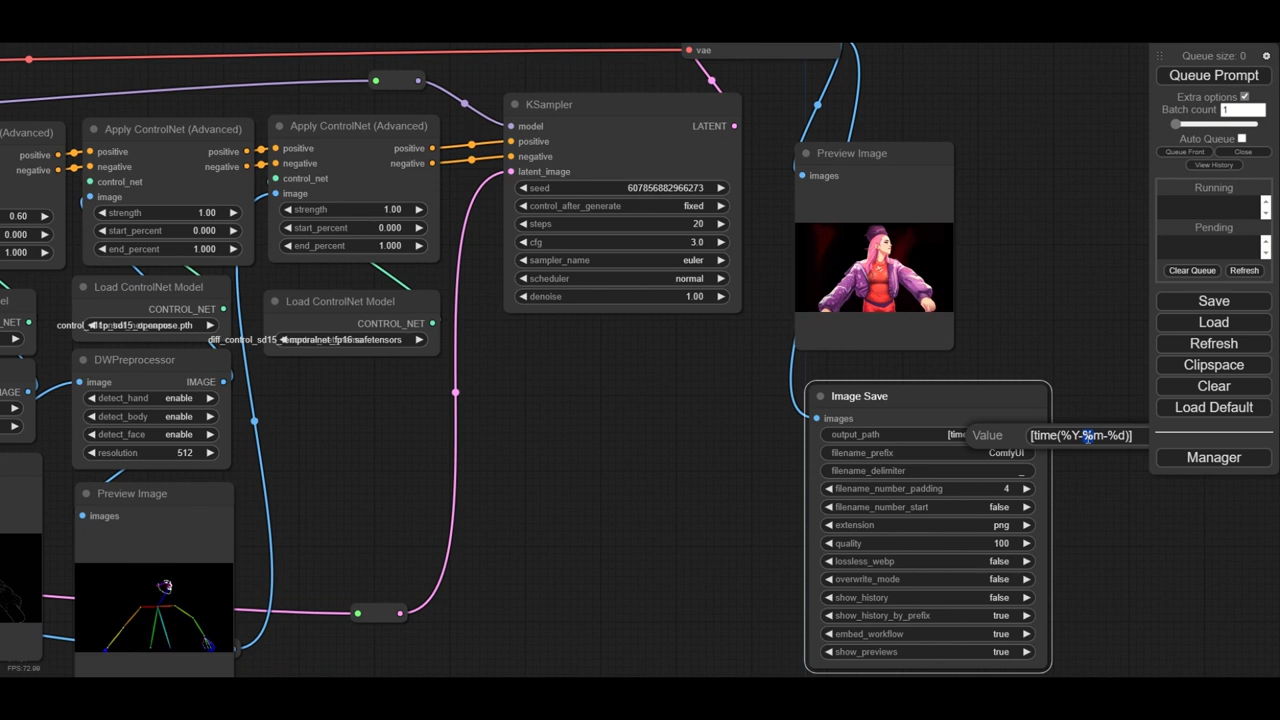 vae
Queue size: 0
Queue Prompt
Extra options
Batch count 1
Auto Queue
Queue Front Close
View History
Running
Pending
Clear Queue Refresh
Save
Load
Refresh
Clipspace
Clear
Load Default
Manager
(Advanced)
positive
negative
0.60
0.000
1.000
Apply ControlNet (Advanced)
positive positive
negative negative
control_net
image
strength 1.00
start_percent 0.000
end_percent 1.000
Apply ControlNet (Advanced)
positive positive
negative negative
control_net
image
strength 1.00
start_percent 0.000
end_percent 1.000
KSampler
model LATENT
positive
negative
latent_image
seed 607856882966273
control_after_generate fixed
steps 20
cfg 3.0
sampler_name euler
scheduler normal
denoise 1.00
Preview Image
images
Load ControlNet Model
CONTROL_NET
Load ControlNet Model
CONTROL_NET
el
_NET
DWPreprocessor
image IMAGE
detect_hand enable
detect_body enable
detect_face enable
resolution 512
AGE
Preview Image
images
Image Save
images
output_path [time
Value [time(%Y-%m-%d)]
filename_prefix ComfyUI
filename_delimiter _
filename_number_padding 4
filename_number_start false
extension png
quality 100
lossless_webp false
overwrite_mode false
show_history false
show_history_by_prefix true
embed_workflow true
show_previews true
FPS:72.99